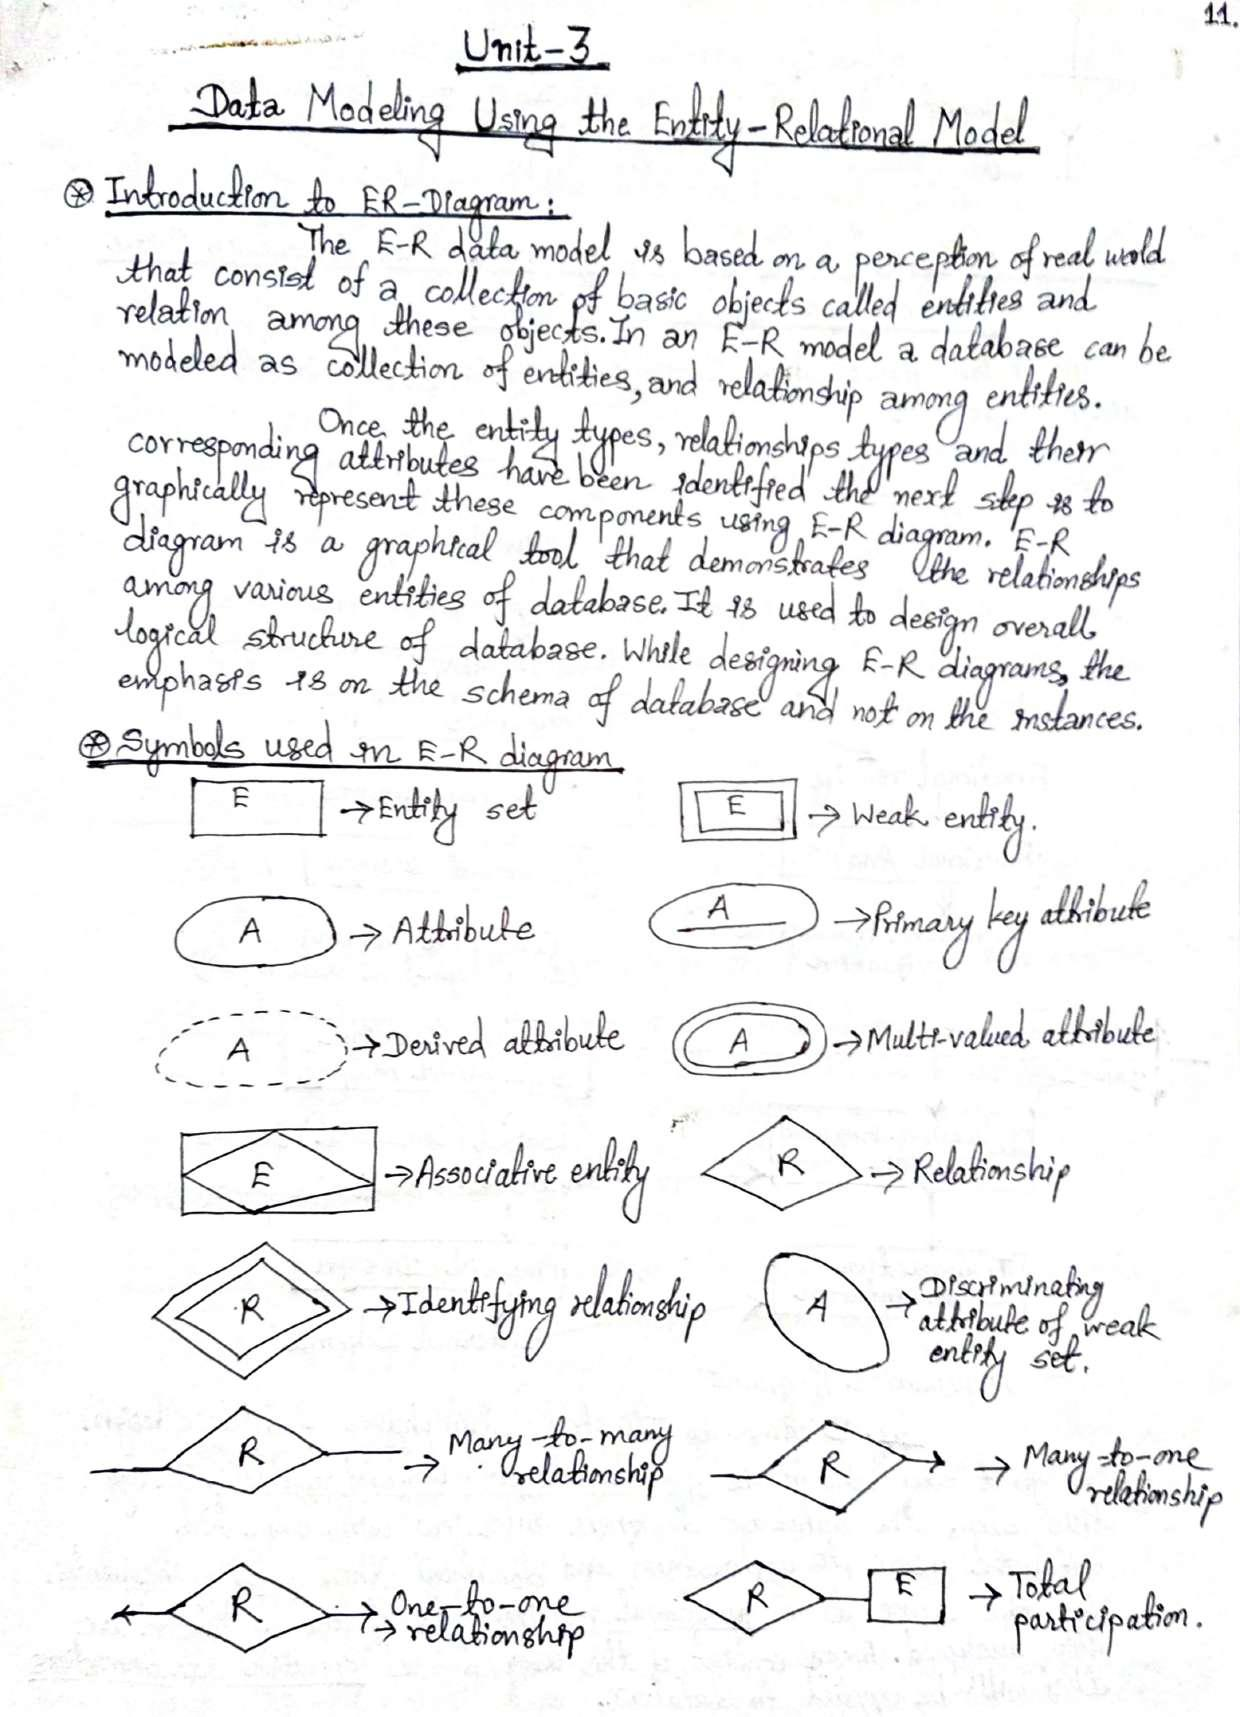 11.
Unit-3
Data Modeling Using the Entity-Relational Model
Introduction to ER-Diagram:
The E-R data model is based on a perception of real world
that consist of a collection of basic objects called entities and
relation among these objects. In an E-R model a database can be
modeled as collection of entities, and relationship among entities.
Once the entity types, relationships types and their
corresponding attributes have been identified the next step is to
graphically represent these components using E-R diagram. E-R
diagram is a graphical tool that demonstrates the relationships
among various entities of database. It is used to design overall
logical structure of database. While designing E-R diagrams, the
emphasis is on the schema of database and not on the instances.
Symbols used in E-R diagram
E → Entity set
E → Weak entity.
A → Attribute
A → Primary key attribute
A → Derived attribute
A → Multi-valued attribute
E → Associative entity
R → Relationship
R → Identifying relationship
A → Discriminating
attribute of weak
entity set.
R → Many-to-many
relationship
R → Many-to-one
relationship
R → One-to-one
relationship
R E → Total
participation.